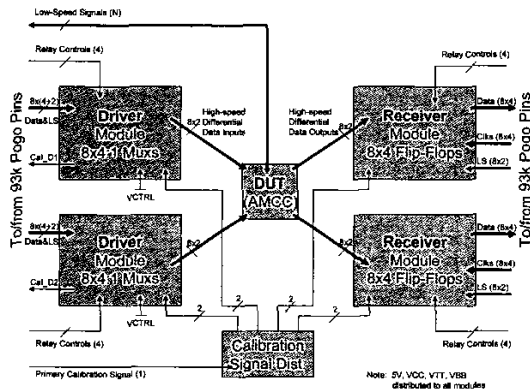 Low-Speed Signals (N)
Relay Controls (4)
Relay Controls (4)
To/from 93k Pogo Pins
8x(4+2)
Data&LS
Cal_D1
Driver
Module
8x4:1 Muxs
VCTRL
8x2
High-speed
Differential
Data Inputs
High-speed
Differential
Data Outputs
8x2
Receiver
Module
8x4 Flip-Flops
Data (8x4)
Clks (8x4)
LS (8x2)
To/from 93k Pogo Pins
DUT
(AMCC)
8x(4+2)
Data&LS
Cal_D2
Driver
Module
8x4:1 Muxs
VCTRL
8x2
8x2
Receiver
Module
8x4 Flip-Flops
Data (8x4)
Clks (8x4)
LS (8x2)
2
2
2
2
Relay Controls (4)
Relay Controls (4)
Calibration
Signal Dist
Primary Calibration Signal (1)
Note: 5V, VCC, VTT, VBB
distributed to all modules